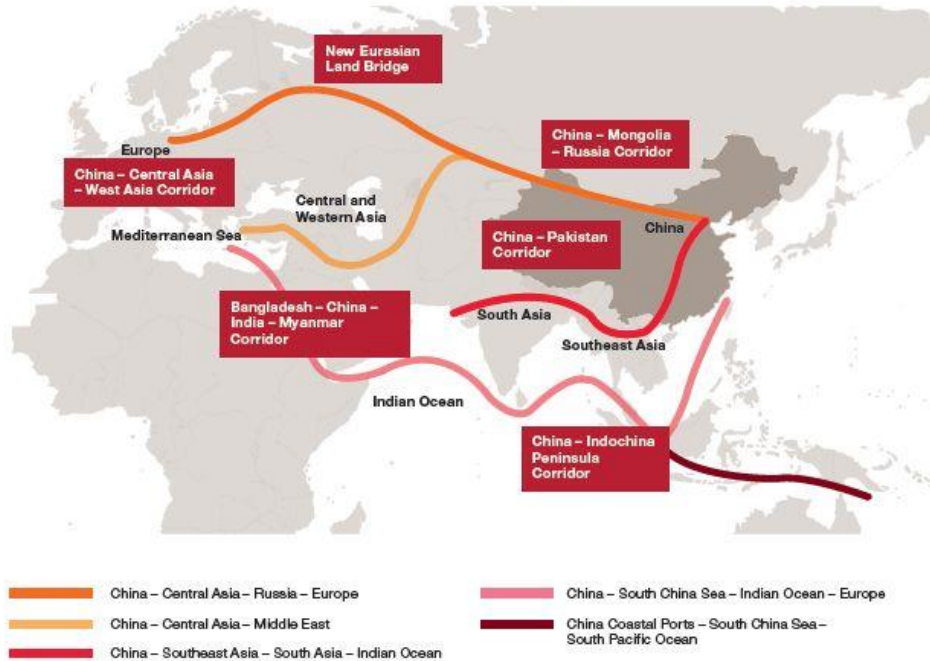 New Eurasian
Land Bridge
China – Mongolia
– Russia Corridor
Europe
China – Central Asia
– West Asia Corridor
Central and
Western Asia
Mediterranean Sea
China – Pakistan
Corridor
China
Bangladesh – China –
India – Myanmar
Corridor
South Asia
Southeast Asia
Indian Ocean
China – Indochina
Peninsula
Corridor
China – Central Asia – Russia – Europe
China – Central Asia – Middle East
China – Southeast Asia – South Asia – Indian Ocean
China – South China Sea – Indian Ocean – Europe
China Coastal Ports – South China Sea –
South Pacific Ocean